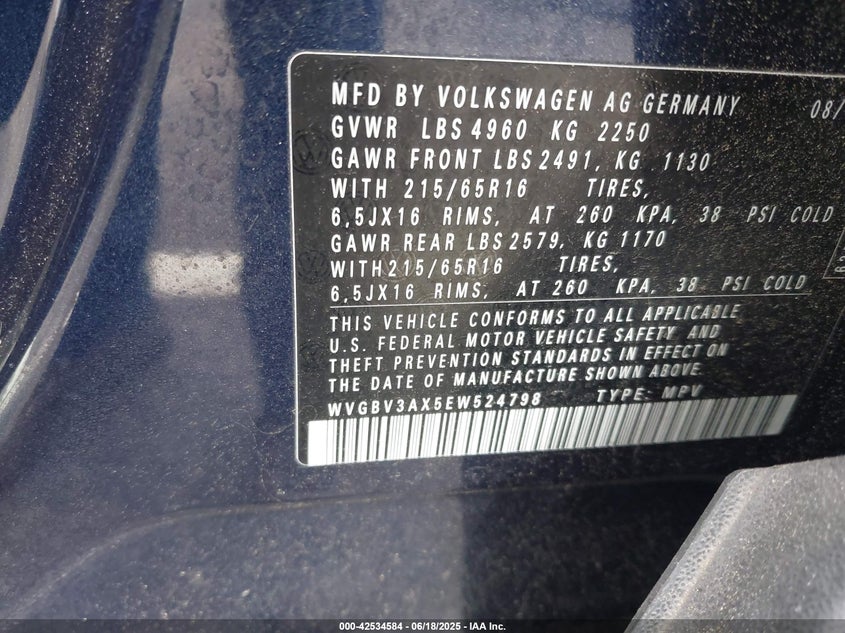 MFD BY VOLKSWAGEN AG GERMANY 08/
GVWR LBS 4960 KG 2250
GAWR FRONT LBS 2491, KG 1130
WITH 215/65R16 TIRES,
6,5JX16 RIMS, AT 260 KPA, 38 PSI COLD
GAWR REAR LBS 2579, KG 1170
WITH 215/65R16 TIRES,
6,5JX16 RIMS, AT 260 KPA, 38 PSI COLD
THIS VEHICLE CONFORMS TO ALL APPLICABLE
U.S. FEDERAL MOTOR VEHICLE SAFETY AND
THEFT PREVENTION STANDARDS IN EFFECT ON
THE DATE OF MANUFACTURE SHOWN ABOVE.
WVGBV3AX5EW524798 TYPE: MPV
000-42534584 - 06/18/2025 - IAA Inc.